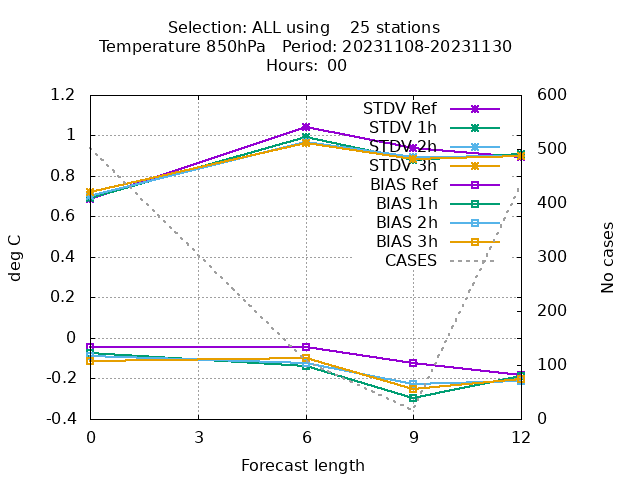 Selection: ALL using    25 stations
Temperature 850hPa   Period: 20231108-20231130
Hours: 00
1.2
1
0.8
0.6
0.4
0.2
0
-0.2
-0.4
deg C
600
500
400
300
200
100
0
No cases
STDV Ref
STDV 1h
STDV 2h
STDV 3h
BIAS Ref
BIAS 1h
BIAS 2h
BIAS 3h
CASES
0 3 6 9 12
Forecast length